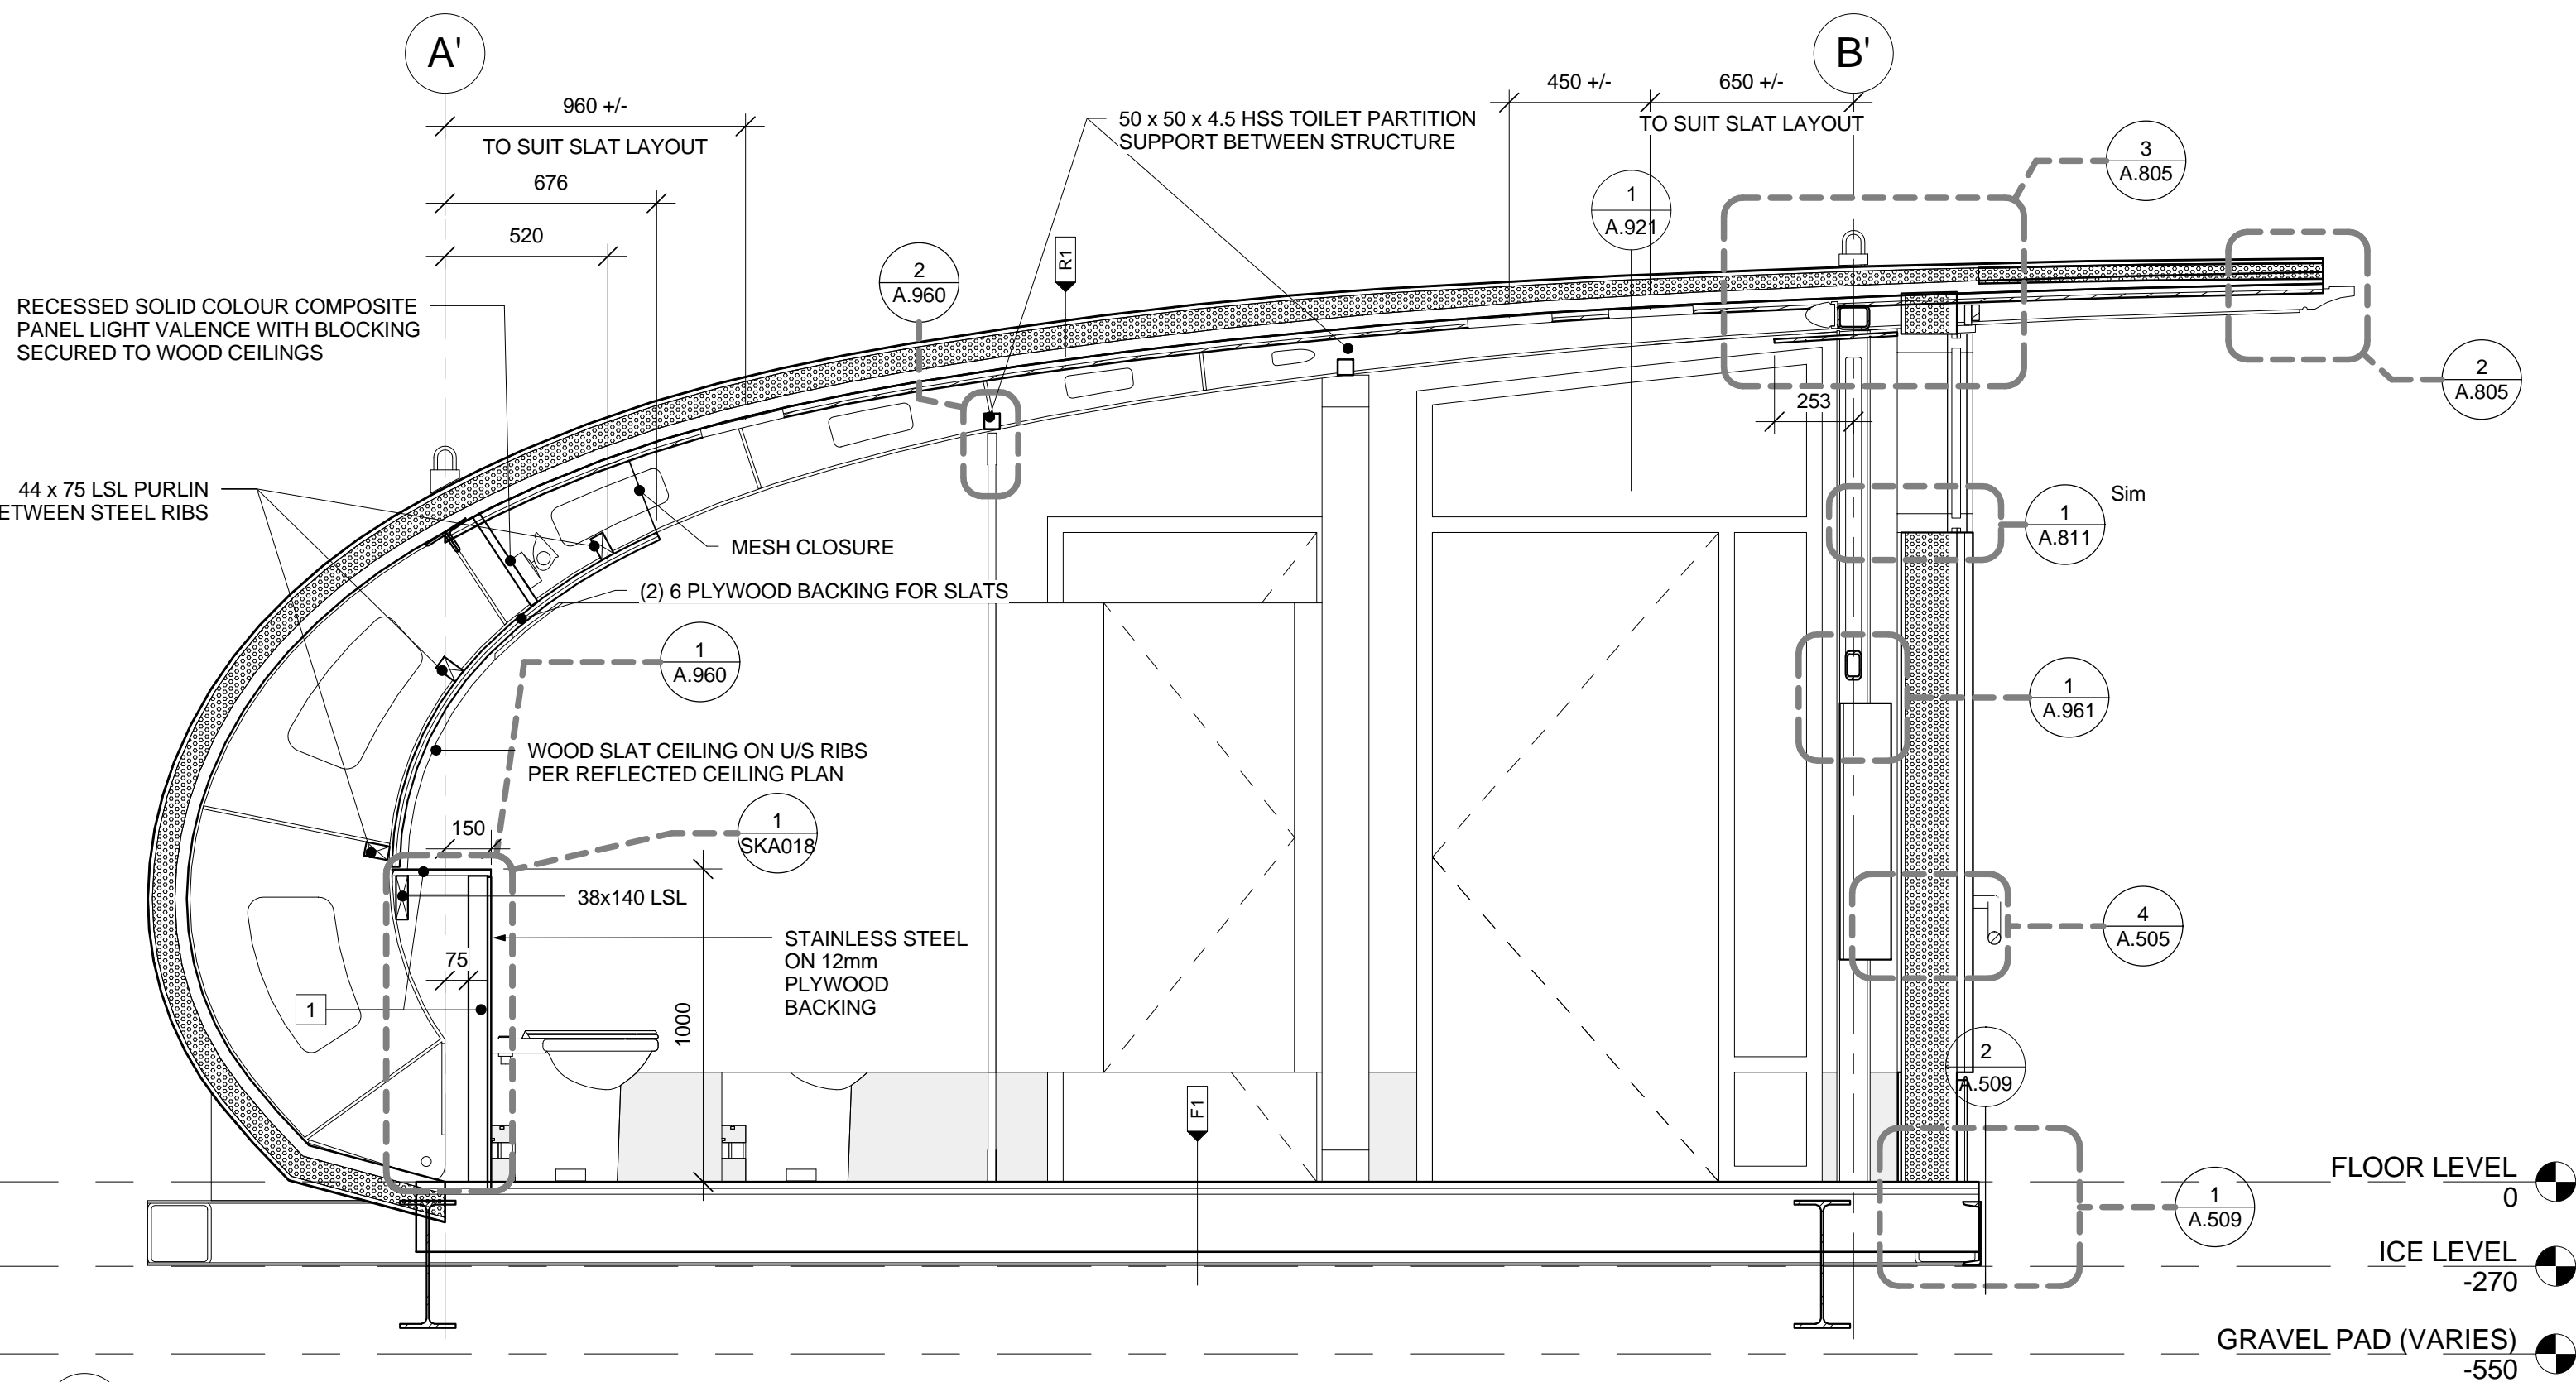 A'
B'
960 +/-
TO SUIT SLAT LAYOUT
676
520
450 +/-
650 +/-
TO SUIT SLAT LAYOUT
50 x 50 x 4.5 HSS TOILET PARTITION
SUPPORT BETWEEN STRUCTURE
3
A.805
1
A.921
2
A.960
R1
RECESSED SOLID COLOUR COMPOSITE
PANEL LIGHT VALENCE WITH BLOCKING
SECURED TO WOOD CEILINGS
2
A.805
253
44 x 75 LSL PURLIN
ETWEEN STEEL RIBS
Sim
1
A.811
MESH CLOSURE
(2) 6 PLYWOOD BACKING FOR SLATS
1
A.960
1
A.961
WOOD SLAT CEILING ON U/S RIBS
PER REFLECTED CEILING PLAN
150
1
SKA018
38x140 LSL
STAINLESS STEEL
ON 12mm
PLYWOOD
BACKING
4
A.505
75
1
1000
2
A.509
F1
FLOOR LEVEL
0
1
A.509
ICE LEVEL
-270
GRAVEL PAD (VARIES)
-550